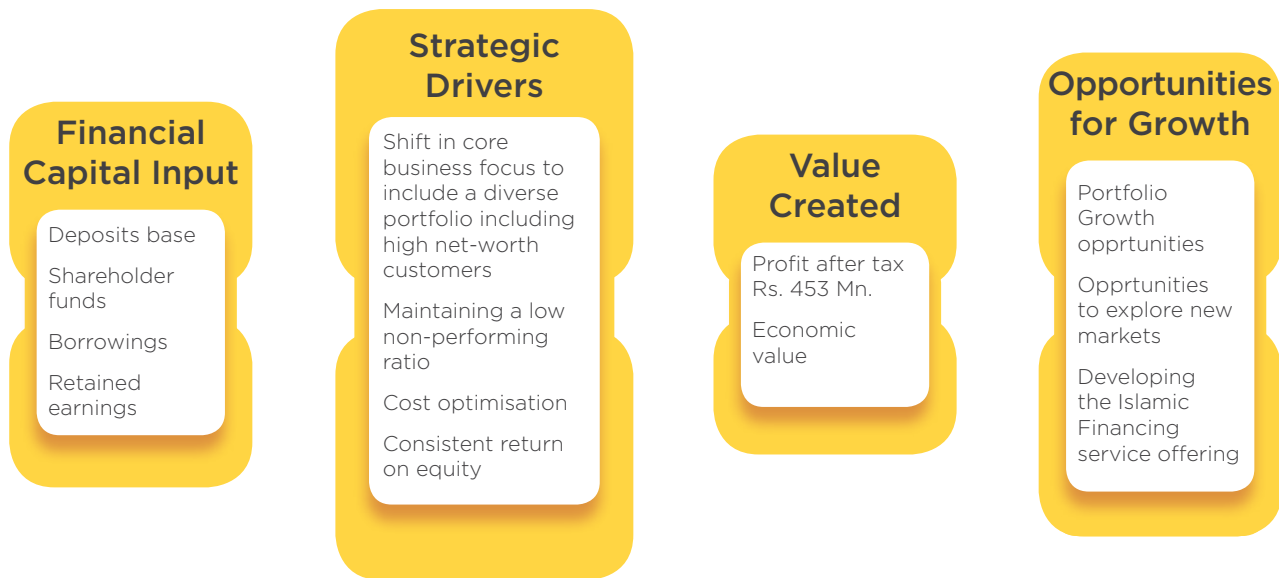 Financial
Capital Input
Deposits base
Shareholder
funds
Borrowings
Retained
earnings
Strategic
Drivers
Shift in core
business focus to
include a diverse
portfolio including
high net-worth
customers
Maintaining a low
non-performing
ratio
Cost optimisation
Consistent return
on equity
Value
Created
Profit after tax
Rs. 453 Mn.
Economic
value
Opportunities
for Growth
Portfolio
Growth
opprtunities
Opprtunities
to explore new
markets
Developing
the Islamic
Financing
service offering